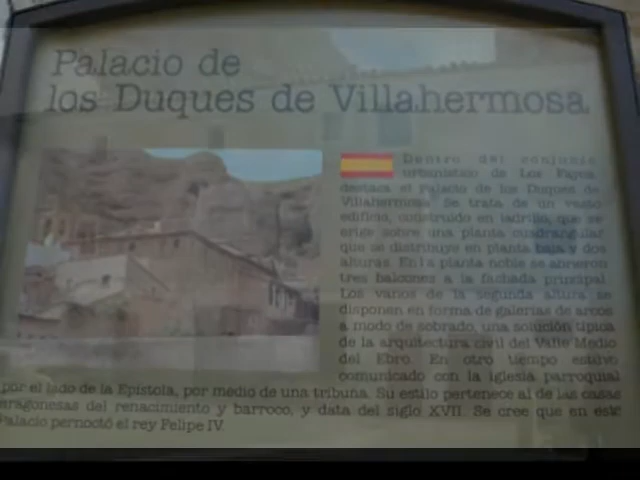 Palacio de
los Duques de Villahermosa
Dentro del conjunto
urbanístico de Los Fayos,
destaca el Palacio de los Duques de
Villahermosa. Se trata de un vasto
edificio, construido en ladrillo, que se
erige sobre una planta cuadrangular
que se distribuye en planta baja y dos
alturas. En la planta noble se abrieron
tres balcones a la fachada principal.
Los vanos de la segunda altura se
disponen en forma de galerías de arcos
a modo de sobrado, una solución típica
de la arquitectura civil del Valle Medio
del Ebro. En otro tiempo estuvo
comunicado con la iglesia parroquial
por el lado de la Epístola, por medio de una tribuna. Su estilo pertenece al de las casas
aragonesas del renacimiento y barroco, y data del siglo XVII. Se cree que en este
Palacio pernoctó el rey Felipe IV.